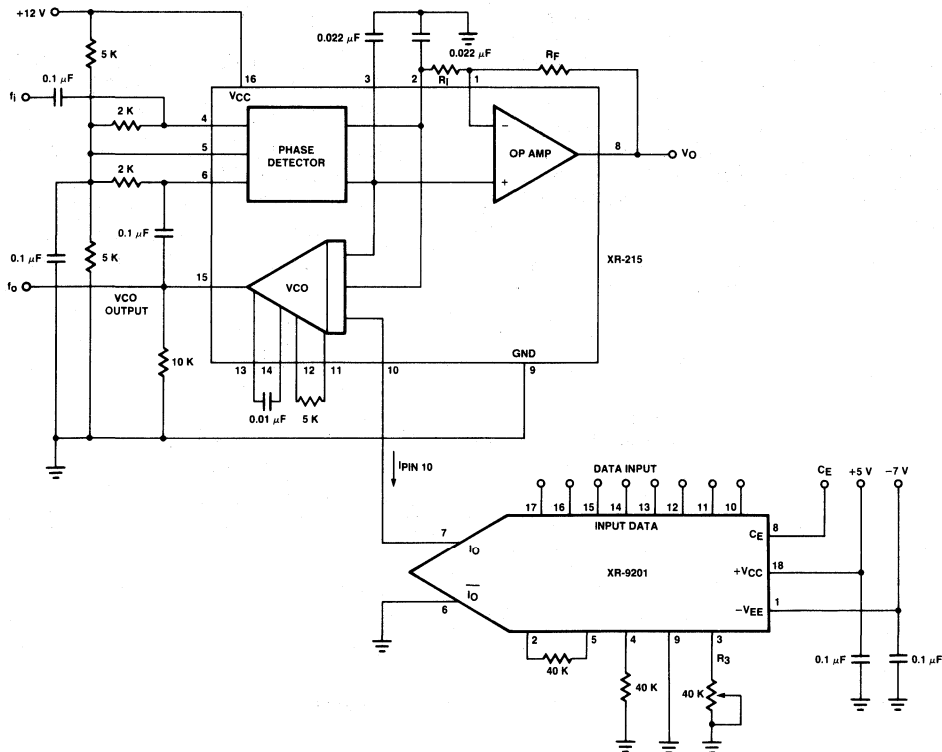 +12 V
5 K
0.1 µF
fi
2 K
2 K
0.1 µF
0.1 µF
5 K
fO
VCO
OUTPUT
10 K
0.022 µF
0.022 µF
16
VCC
3
2
RI
1
RF
4
5
6
PHASE
DETECTOR
−
+
OP AMP
8
VO
XR-215
15
VCO
GND
13
14
12
11
10
9
0.01 µF
5 K
IPIN 10
DATA INPUT
17
16
15
14
13
12
11
10
INPUT DATA
CE
+5 V
−7 V
7
IO
IO
6
XR-9201
CE
8
+VCC
18
−VEE
1
2
5
4
9
3
40 K
40 K
R3
40 K
0.1 µF
0.1 µF